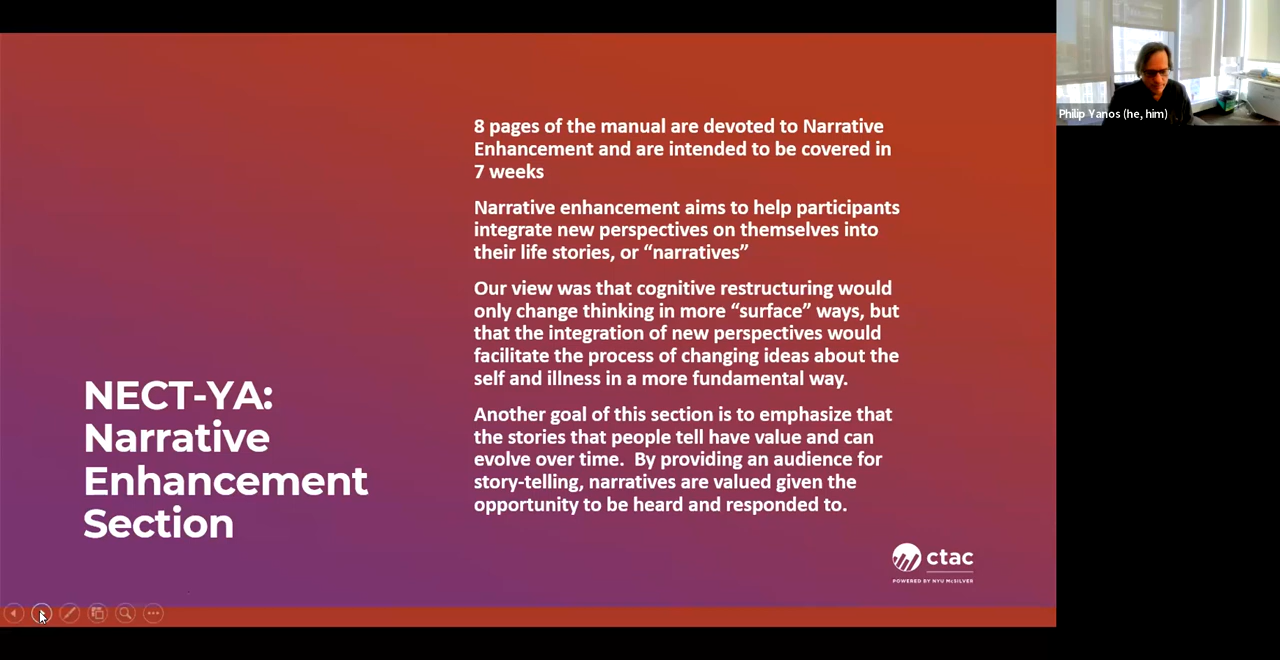 8 pages of the manual are devoted to Narrative
Enhancement and are intended to be covered in
7 weeks
Narrative enhancement aims to help participants
integrate new perspectives on themselves into
their life stories, or “narratives”
Our view was that cognitive restructuring would
only change thinking in more “surface” ways, but
that the integration of new perspectives would
facilitate the process of changing ideas about the
self and illness in a more fundamental way.
Another goal of this section is to emphasize that
the stories that people tell have value and can
evolve over time.  By providing an audience for
story-telling, narratives are valued given the
opportunity to be heard and responded to.
NECT-YA:
Narrative
Enhancement
Section
ctac
POWERED BY NYU McSILVER
Philip Yanos (he, him)